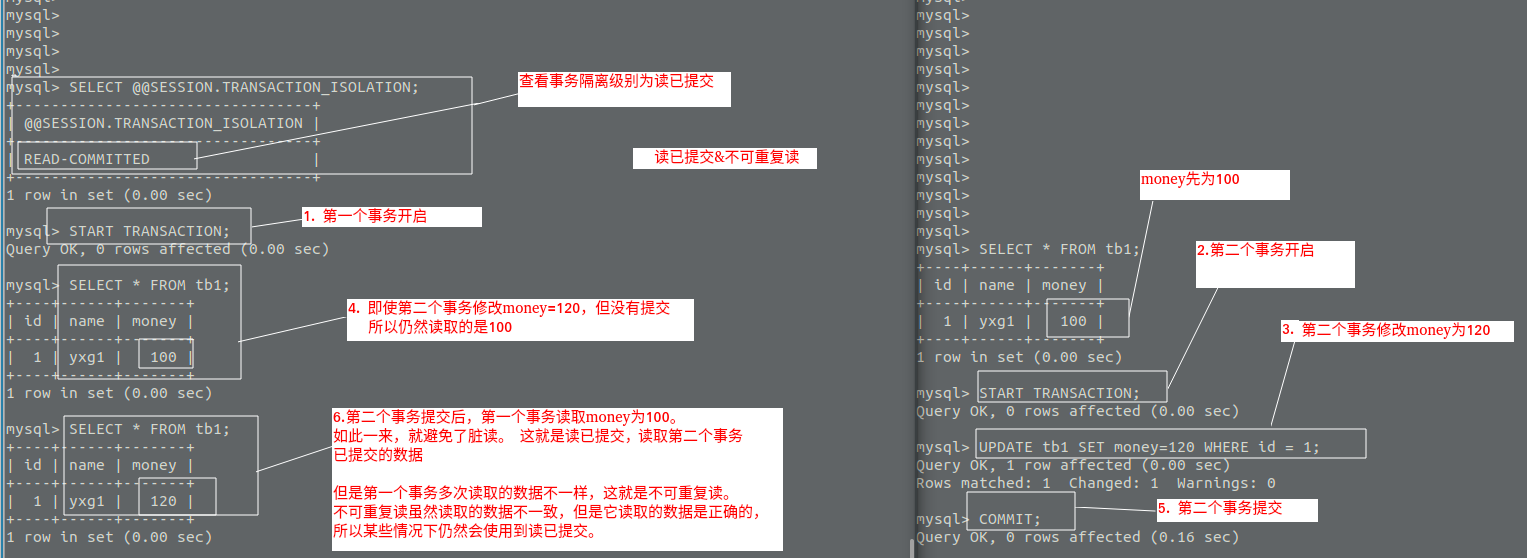 mysql>
mysql>
mysql>
mysql>
mysql> SELECT @@SESSION.TRANSACTION_ISOLATION;
+---------------------------------+
| @@SESSION.TRANSACTION_ISOLATION |
+---------------------------------+
| READ-COMMITTED                  |
+---------------------------------+
1 row in set (0.00 sec)
mysql> START TRANSACTION;
Query OK, 0 rows affected (0.00 sec)
mysql> SELECT * FROM tb1;
+----+------+-------+
| id | name | money |
+----+------+-------+
|  1 | yxg1 |   100 |
+----+------+-------+
1 row in set (0.00 sec)
mysql> SELECT * FROM tb1;
+----+------+-------+
| id | name | money |
+----+------+-------+
|  1 | yxg1 |   120 |
+----+------+-------+
1 row in set (0.00 sec)
查看事务隔离级别为读已提交
读已提交&不可重复读
1. 第一个事务开启
4. 即使第二个事务修改money=120，但没有提交
所以仍然读取的是100
6.第二个事务提交后，第一个事务读取money为100。
如此一来，就避免了脏读。 这就是读已提交，读取第二个事务
已提交的数据
但是第一个事务多次读取的数据不一样，这就是不可重复读。
不可重复读虽然读取的数据不一致，但是它读取的数据是正确的，
所以某些情况下仍然会使用到读已提交。
mysql>
mysql>
mysql>
mysql>
mysql>
mysql>
mysql>
mysql>
mysql>
mysql>
mysql>
mysql>
mysql>
mysql> SELECT * FROM tb1;
+----+------+-------+
| id | name | money |
+----+------+-------+
|  1 | yxg1 |   100 |
+----+------+-------+
1 row in set (0.00 sec)
mysql> START TRANSACTION;
Query OK, 0 rows affected (0.00 sec)
mysql> UPDATE tb1 SET money=120 WHERE id = 1;
Query OK, 1 row affected (0.00 sec)
Rows matched: 1  Changed: 1  Warnings: 0
mysql> COMMIT;
Query OK, 0 rows affected (0.16 sec)
money先为100
2.第二个事务开启
3. 第二个事务修改money为120
5. 第二个事务提交